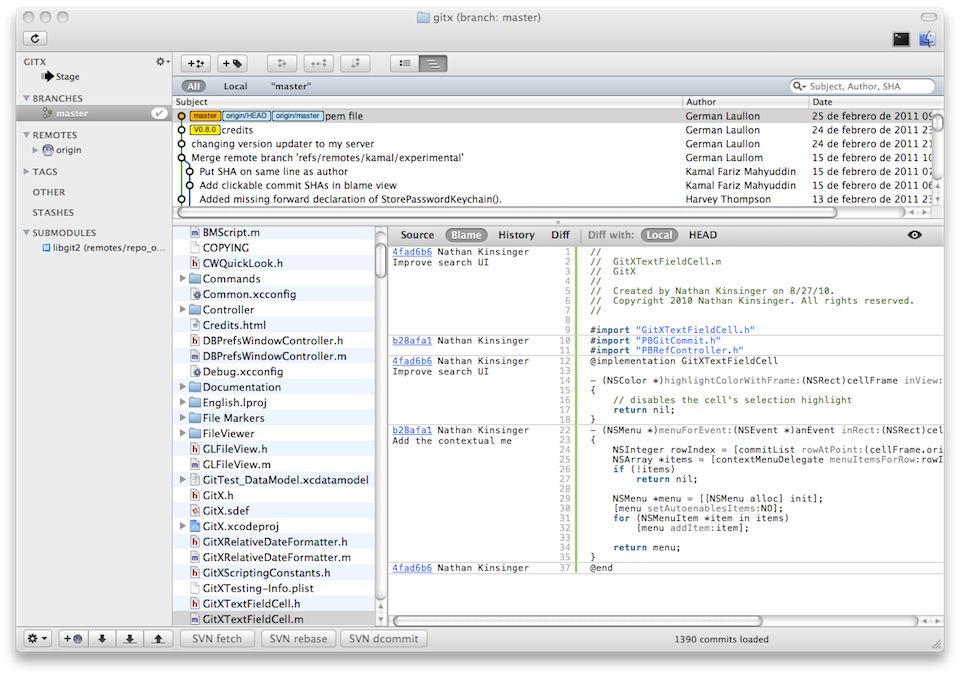 gitx (branch: master)
GITX
Stage
BRANCHES
master
REMOTES
origin
TAGS
OTHER
STASHES
SUBMODULES
libgit2 (remotes/repo_o...
All Local "master"
Subject, Author, SHA
Subject Author Date
master origin/HEAD origin/master pem file German Laullon 25 de febrero de 2011 09
V0.8.0 credits German Laullon 24 de febrero de 2011 23
changing version updater to my server German Laullon 24 de febrero de 2011 21
Merge remote branch 'refs/remotes/kamal/experimental' German Laullom 15 de febrero de 2011 10
Put SHA on same line as author Kamal Fariz Mahyuddin 15 de febrero de 2011 07
Add clickable commit SHAs in blame view Kamal Fariz Mahyuddin 15 de febrero de 2011 06
Added missing forward declaration of StorePasswordKeychain(). Harvey Thompson 13 de febrero de 2011 23
BMScript.m
COPYING
CWQuickLook.h
Commands
Common.xcconfig
Controller
Credits.html
DBPrefsWindowController.h
DBPrefsWindowController.m
Debug.xcconfig
Documentation
English.lproj
File Markers
FileViewer
GLFileView.h
GLFileView.m
GitTest_DataModel.xcdatamodel
GitX.h
GitX.sdef
GitX.xcodeproj
GitXRelativeDateFormatter.h
GitXRelativeDateFormatter.m
GitXScriptingConstants.h
GitXTesting-Info.plist
GitXTextFieldCell.h
GitXTextFieldCell.m
Source Blame History Diff Diff with: Local HEAD
4fad6b6 Nathan Kinsinger 1 //
Improve search UI 2 // GitXTextFieldCell.m
3 // GitX
4 //
5 // Created by Nathan Kinsinger on 8/27/10.
6 // Copyright 2010 Nathan Kinsinger. All rights reserved.
7 //
8
9 #import "GitXTextFieldCell.h"
b28afa1 Nathan Kinsinger 10 #import "PBGitCommit.h"
11 #import "PBRefController.h"
4fad6b6 Nathan Kinsinger 12 @implementation GitXTextFieldCell
Improve search UI 13
14 - (NSColor *)highlightColorWithFrame:(NSRect)cellFrame inView:
15 {
16 // disables the cell's selection highlight
17 return nil;
18 }
b28afa1 Nathan Kinsinger 22 - (NSMenu *)menuForEvent:(NSEvent *)anEvent inRect:(NSRect)cel
Add the contextual me 23 {
24 NSInteger rowIndex = [commitList rowAtPoint:(cellFrame.ori
25 NSArray *items = [contextMenuDelegate menuItemsForRow:rowI
26 if (!items)
27 return nil;
28
29 NSMenu *menu = [[NSMenu alloc] init];
30 [menu setAutoenablesItems:NO];
31 for (NSMenuItem *item in items)
32 [menu addItem:item];
33
34 return menu;
35 }
4fad6b6 Nathan Kinsinger 37 @end
SVN fetch SVN rebase SVN dcommit 1390 commits loaded